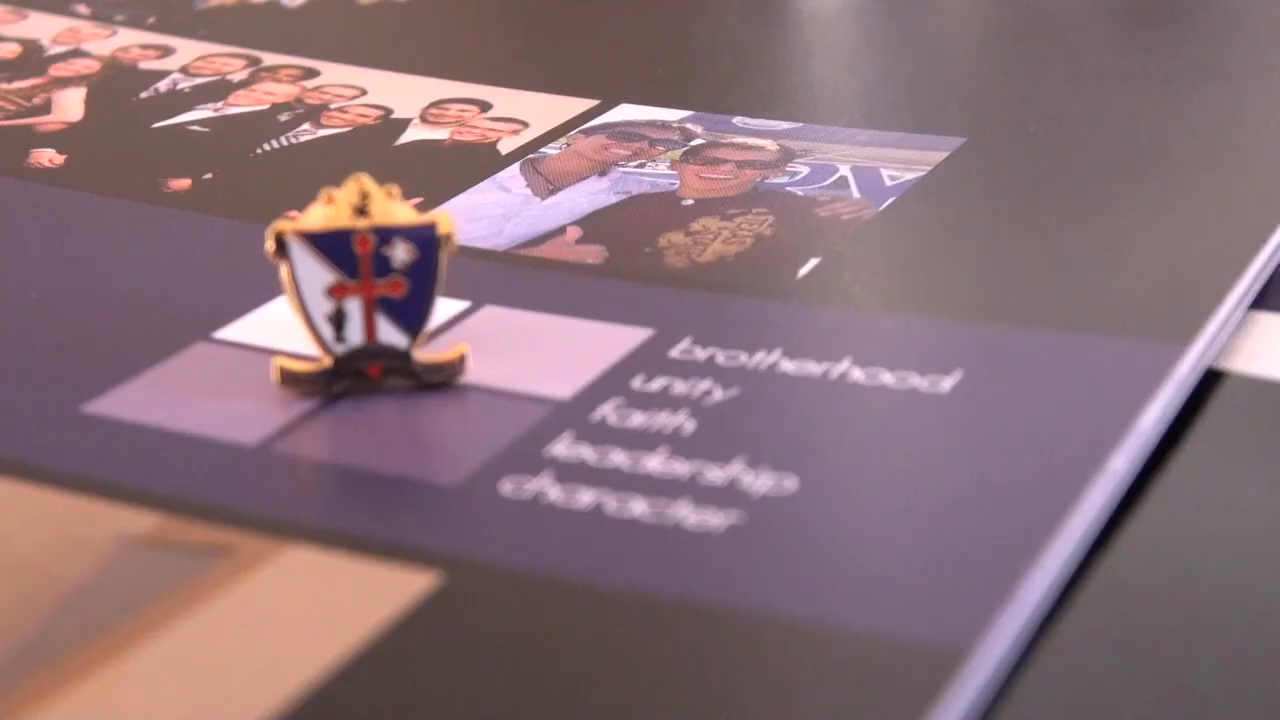 brotherhood
unity
faith
leadership
character